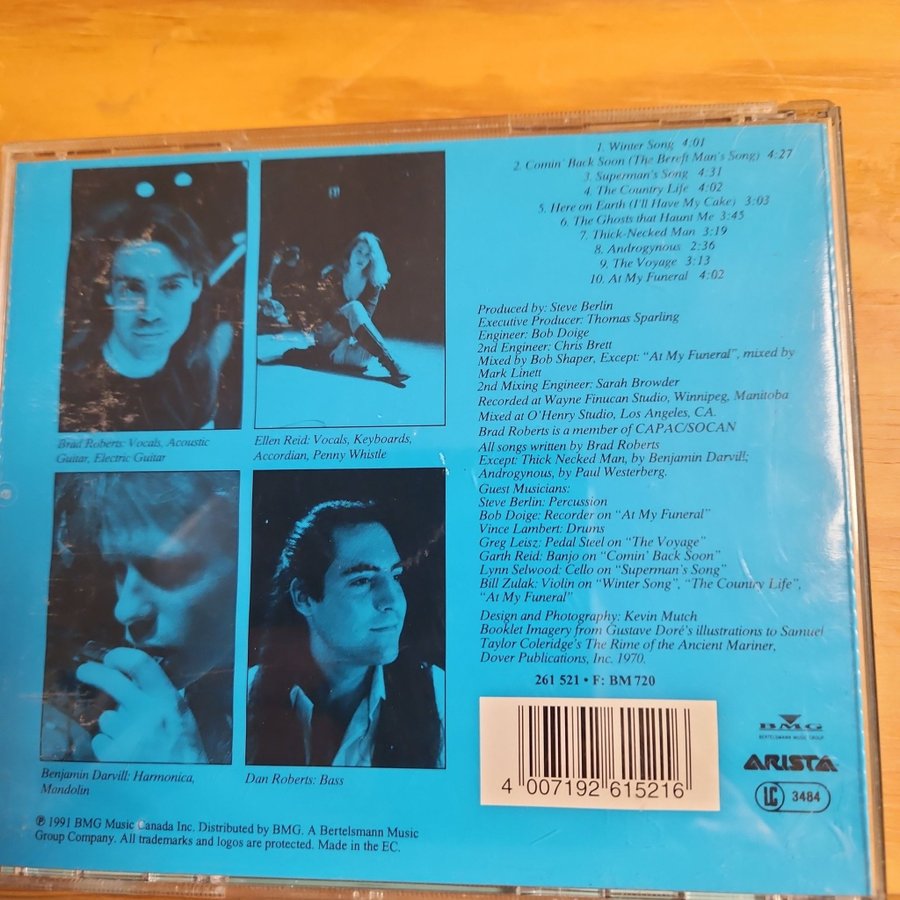 1. Winter Song 4:01
2. Comin' Back Soon (The Bereft Man's Song) 4:27
3. Superman's Song 4:31
4. The Country Life 4:02
5. Here on Earth (I'll Have My Cake) 3:03
6. The Ghosts that Haunt Me 3:45
7. Thick-Necked Man 3:19
8. Androgynous 2:36
9. The Voyage 3:13
10. At My Funeral 4:02
Produced by: Steve Berlin
Executive Producer: Thomas Sparling
Engineer: Bob Doige
2nd Engineer: Chris Brett
Mixed by Bob Shaper, Except: "At My Funeral", mixed by
Mark Linett
2nd Mixing Engineer: Sarah Browder
Recorded at Wayne Finucan Studio, Winnipeg, Manitoba
Mixed at O'Henry Studio, Los Angeles, CA.
Brad Roberts is a member of CAPAC/SOCAN
All songs written by Brad Roberts
Except: Thick Necked Man, by Benjamin Darvill;
Androgynous, by Paul Westerberg.
Guest Musicians:
Steve Berlin: Percussion
Bob Doige: Recorder on "At My Funeral"
Vince Lambert: Drums
Greg Leisz: Pedal Steel on "The Voyage"
Garth Reid: Banjo on "Comin' Back Soon"
Lynn Selwood: Cello on "Superman's Song"
Bill Zulak: Violin on "Winter Song", "The Country Life",
"At My Funeral"
Design and Photography: Kevin Mutch
Booklet Imagery from Gustave Doré's illustrations to Samuel
Taylor Coleridge's The Rime of the Ancient Mariner,
Dover Publications, Inc. 1970.
261 521 • F: BM 720
Brad Roberts: Vocals, Acoustic
Guitar, Electric Guitar
Ellen Reid: Vocals, Keyboards,
Accordian, Penny Whistle
Benjamin Darvill: Harmonica,
Mondolin
Dan Roberts: Bass
℗ 1991 BMG Music Canada Inc. Distributed by BMG. A Bertelsmann Music
Group Company. All trademarks and logos are protected. Made in the EC.
4 007192 615216
BMG
BERTELSMANN MUSIC GROUP
ARISTA
LC 3484